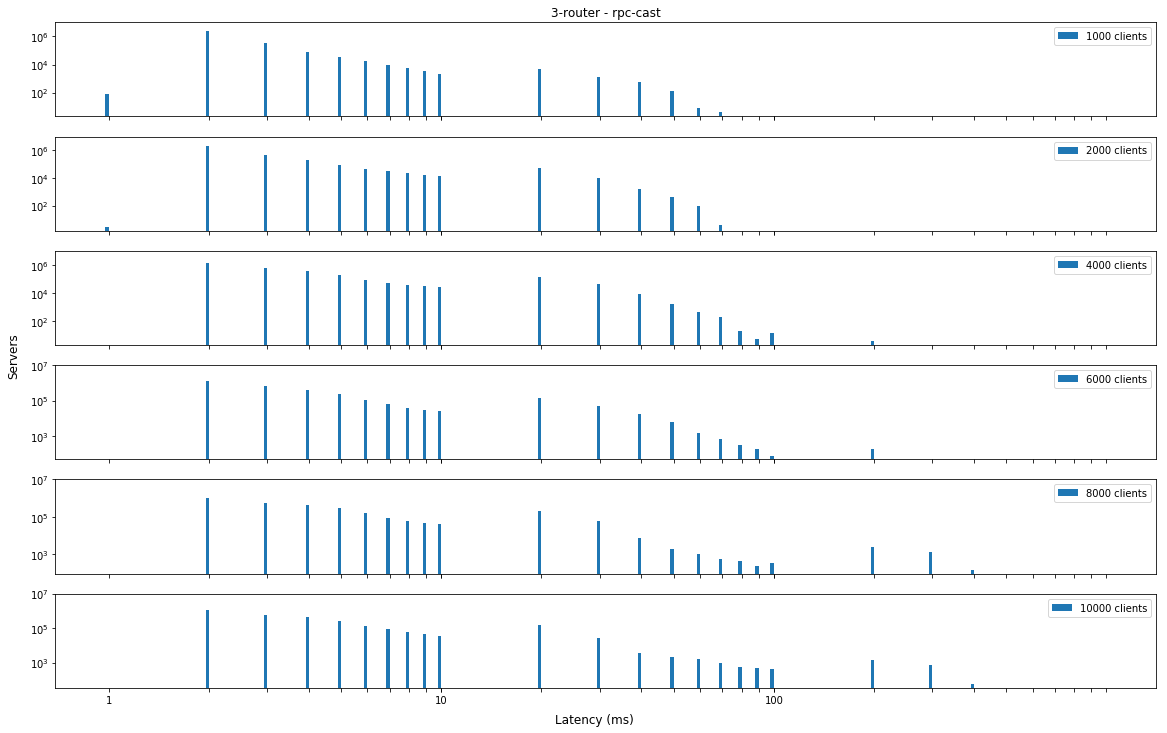 3-router - rpc-cast
10⁶
10⁴
10²
1000 clients
10⁶
10⁴
10²
2000 clients
10⁶
10⁴
10²
4000 clients
Servers
10⁷
10⁵
10³
6000 clients
10⁷
10⁵
10³
8000 clients
10⁷
10⁵
10³
10000 clients
1 10 100
Latency (ms)